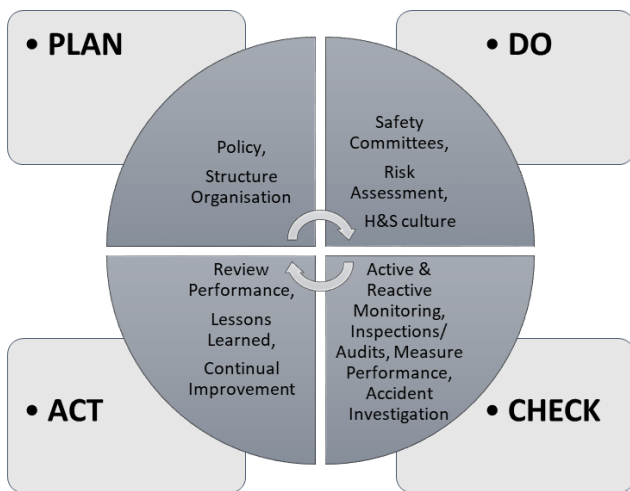 • PLAN
Policy,
Structure
Organisation
• DO
Safety
Committees,
Risk
Assessment,
H&S culture
Review
Performance,
Lessons
Learned,
Continual
Improvement
• ACT
Active &
Reactive
Monitoring,
Inspections/
Audits, Measure
Performance,
Accident
Investigation
• CHECK